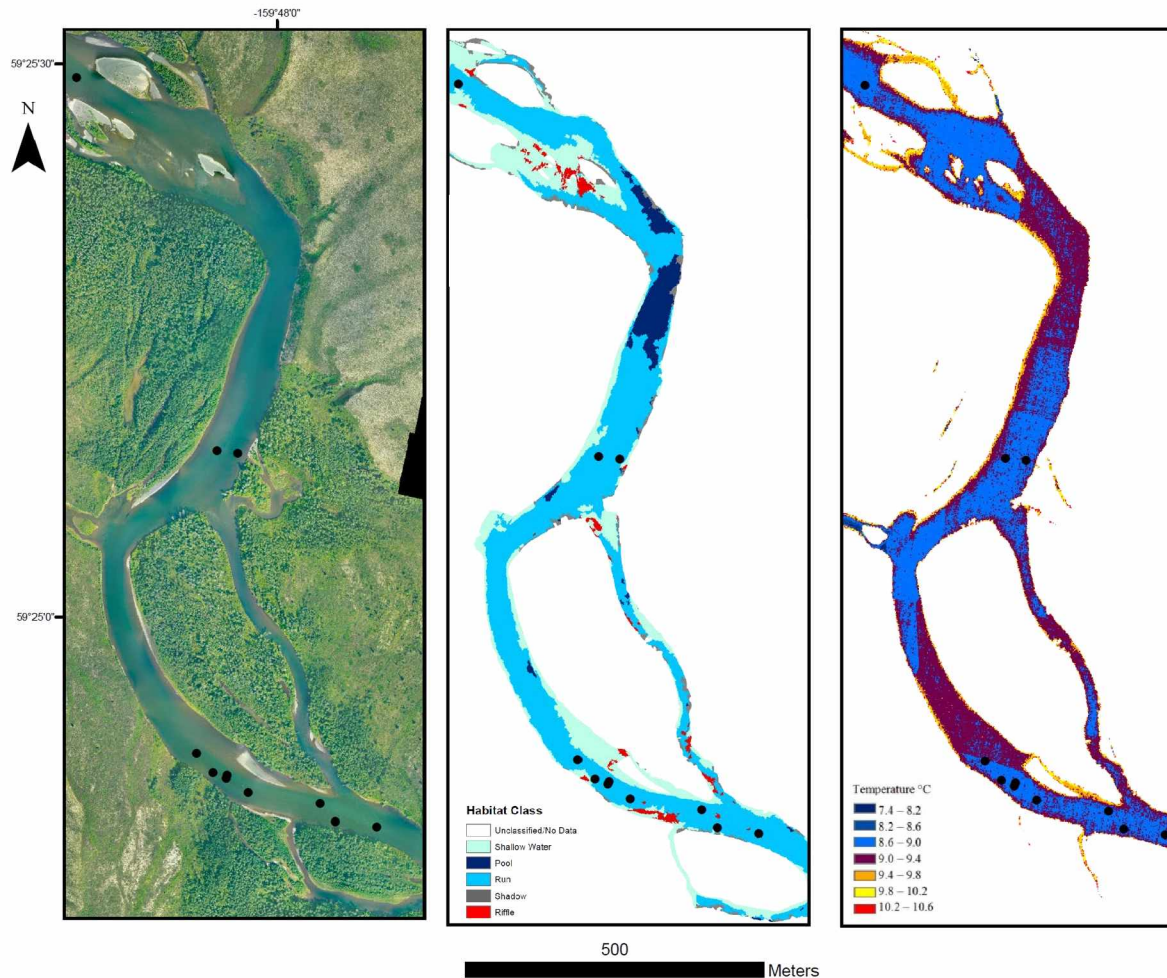 -159°48'0"
59°25'30"
N
59°25'0"
Habitat Class
Unclassified/No Data
Shallow Water
Pool
Run
Shadow
Riffle
Temperature °C
7.4 – 8.2
8.2 – 8.6
8.6 – 9.0
9.0 – 9.4
9.4 – 9.8
9.8 – 10.2
10.2 – 10.6
500
Meters